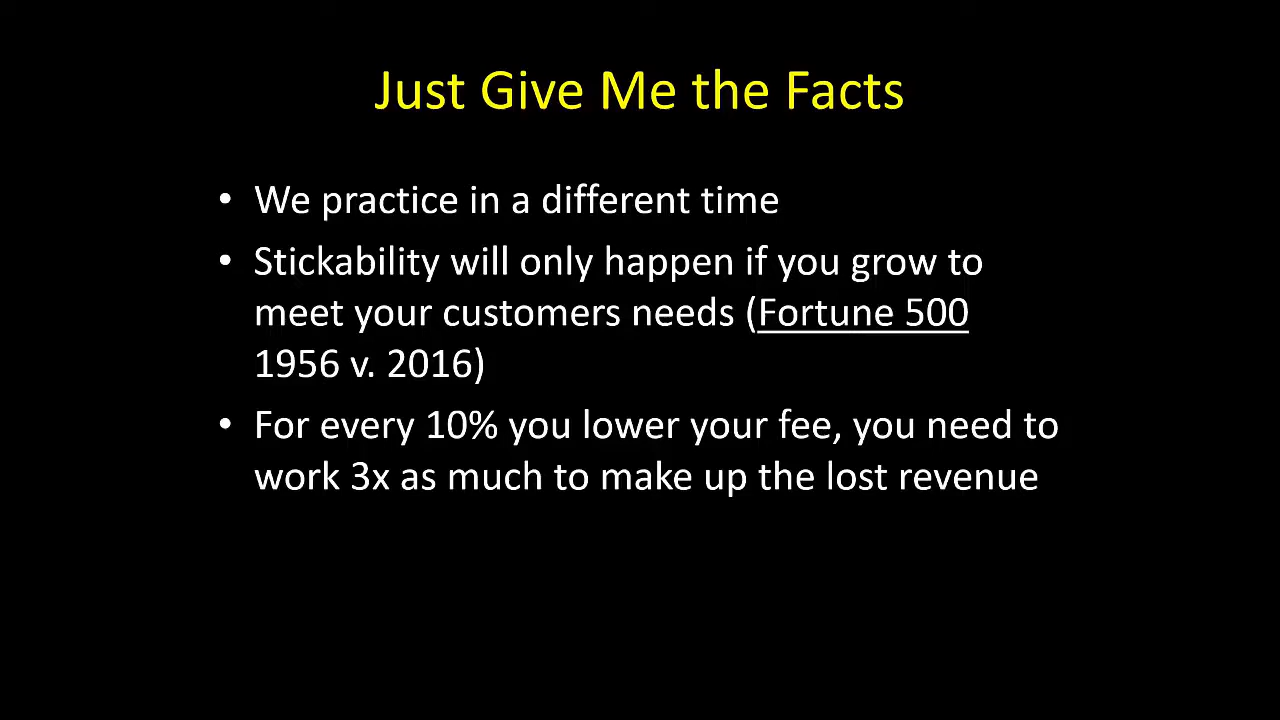 Just Give Me the Facts
• We practice in a different time
• Stickability will only happen if you grow to
meet your customers needs (Fortune 500
1956 v. 2016)
• For every 10% you lower your fee, you need to
work 3x as much to make up the lost revenue